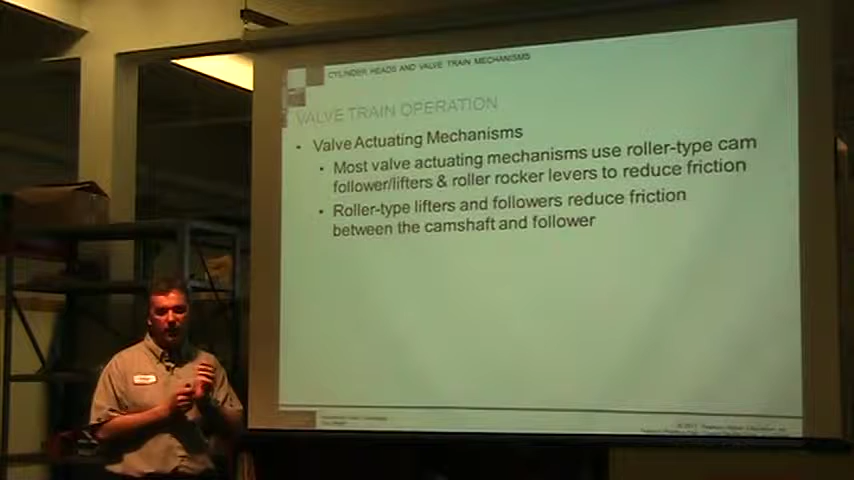 CYLINDER HEADS AND VALVE TRAIN MECHANISMS
VALVE TRAIN OPERATION
• Valve Actuating Mechanisms
• Most valve actuating mechanisms use roller-type cam
follower/lifters & roller rocker levers to reduce friction
• Roller-type lifters and followers reduce friction
between the camshaft and follower